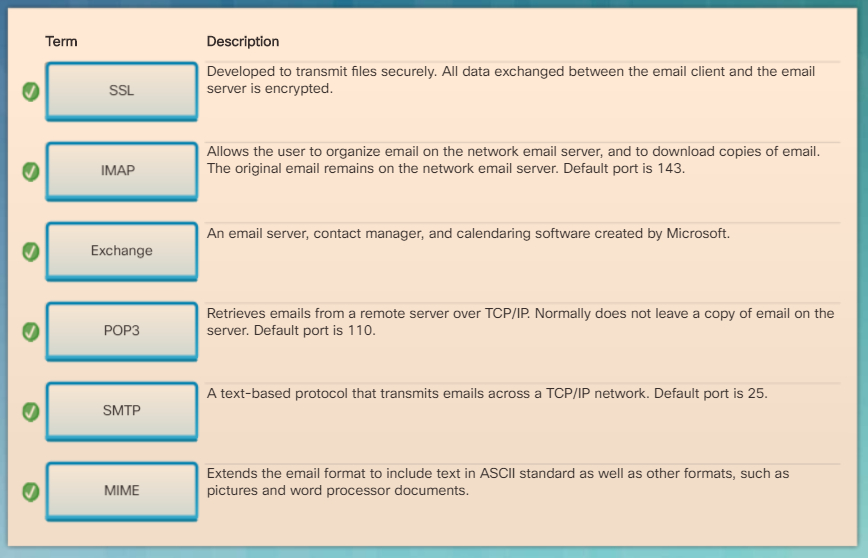 Term Description
SSL
Developed to transmit files securely. All data exchanged between the email client and the email
server is encrypted.
IMAP
Allows the user to organize email on the network email server, and to download copies of email.
The original email remains on the network email server. Default port is 143.
Exchange
An email server, contact manager, and calendaring software created by Microsoft.
POP3
Retrieves emails from a remote server over TCP/IP. Normally does not leave a copy of email on the
server. Default port is 110.
SMTP
A text-based protocol that transmits emails across a TCP/IP network. Default port is 25.
MIME
Extends the email format to include text in ASCII standard as well as other formats, such as
pictures and word processor documents.